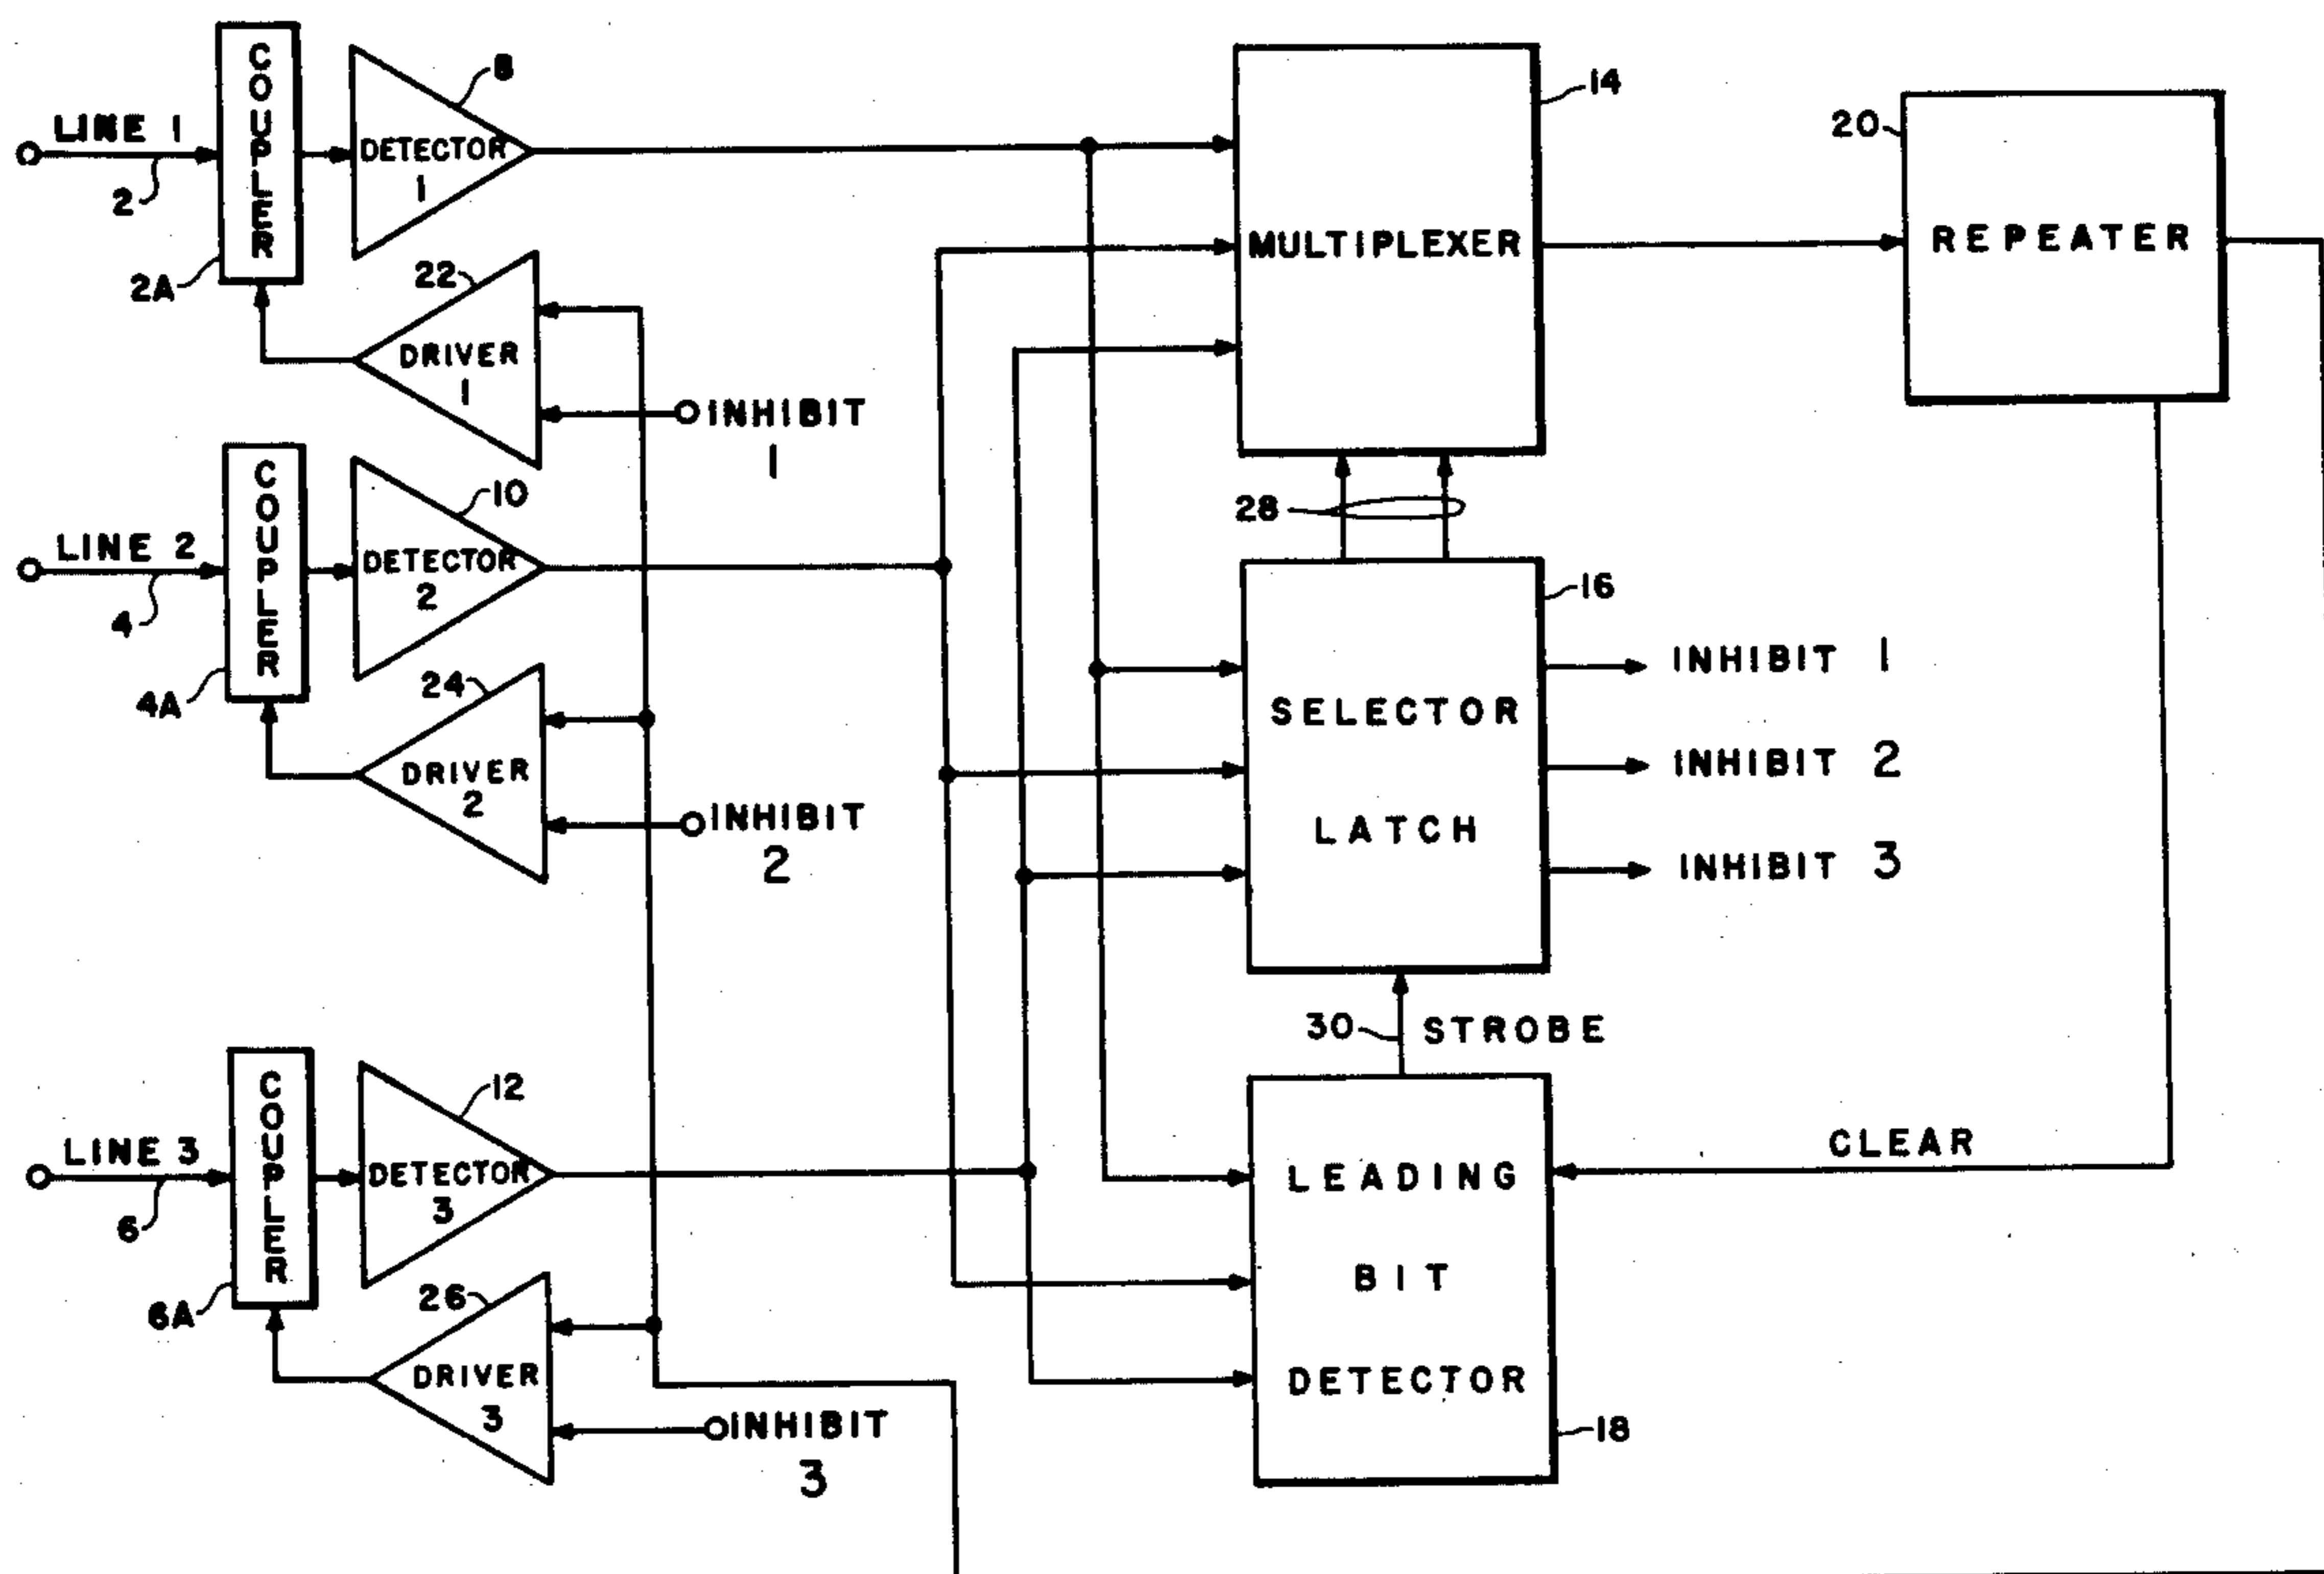 LINE 1
2
COUPLER
2A
DETECTOR
1
8
22
DRIVER
1
INHIBIT
1
LINE 2
4
COUPLER
4A
DETECTOR
2
10
24
DRIVER
2
INHIBIT
2
LINE 3
6
COUPLER
6A
DETECTOR
3
12
26
DRIVER
3
INHIBIT
3
MULTIPLEXER
14
28
SELECTOR
LATCH
16
INHIBIT 1
INHIBIT 2
INHIBIT 3
30 STROBE
LEADING
BIT
DETECTOR
18
20
REPEATER
CLEAR